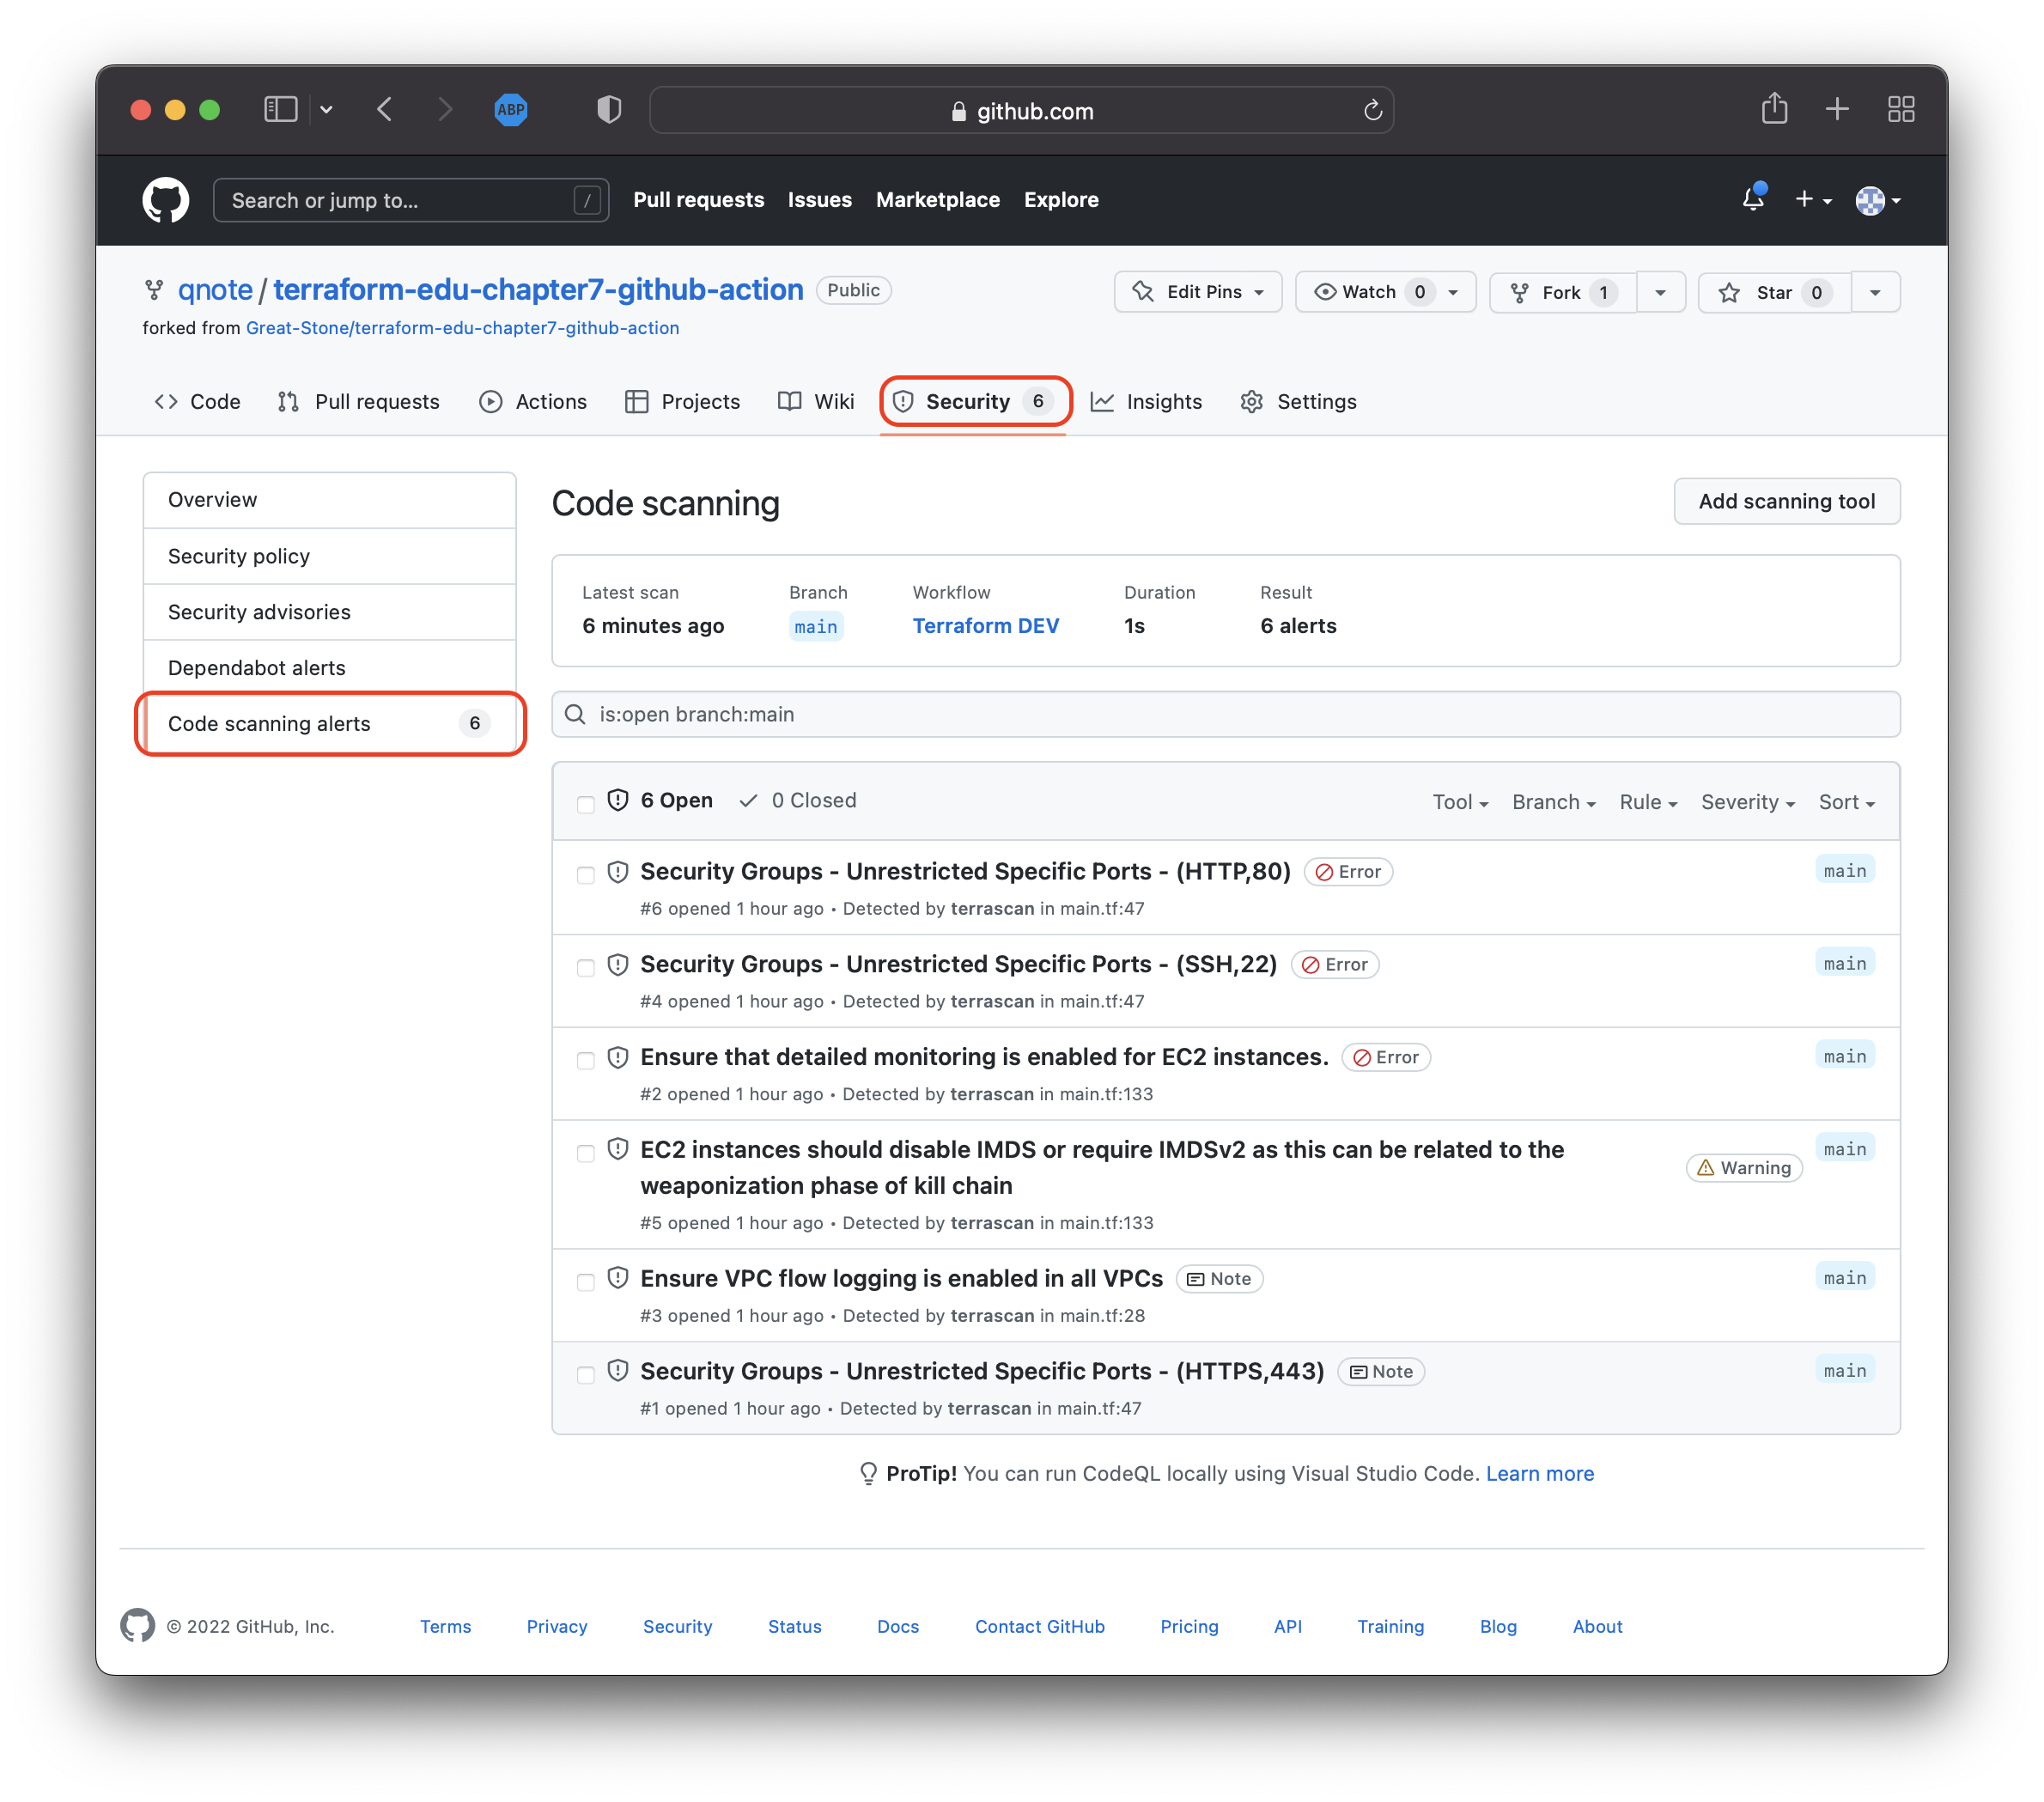 ABP
github.com
Search or jump to... /
Pull requests Issues Marketplace Explore
qnote / terraform-edu-chapter7-github-action Public
Edit Pins Watch 0 Fork 1 Star 0
forked from Great-Stone/terraform-edu-chapter7-github-action
Code Pull requests Actions Projects Wiki Security 6 Insights Settings
Overview
Security policy
Security advisories
Dependabot alerts
Code scanning alerts 6
Code scanning
Add scanning tool
Latest scan Branch Workflow Duration Result
6 minutes ago main Terraform DEV 1s 6 alerts
is:open branch:main
6 Open 0 Closed Tool Branch Rule Severity Sort
Security Groups - Unrestricted Specific Ports - (HTTP,80) Error main
#6 opened 1 hour ago • Detected by terrascan in main.tf:47
Security Groups - Unrestricted Specific Ports - (SSH,22) Error main
#4 opened 1 hour ago • Detected by terrascan in main.tf:47
Ensure that detailed monitoring is enabled for EC2 instances. Error main
#2 opened 1 hour ago • Detected by terrascan in main.tf:133
EC2 instances should disable IMDS or require IMDSv2 as this can be related to the main
weaponization phase of kill chain Warning
#5 opened 1 hour ago • Detected by terrascan in main.tf:133
Ensure VPC flow logging is enabled in all VPCs Note main
#3 opened 1 hour ago • Detected by terrascan in main.tf:28
Security Groups - Unrestricted Specific Ports - (HTTPS,443) Note main
#1 opened 1 hour ago • Detected by terrascan in main.tf:47
ProTip! You can run CodeQL locally using Visual Studio Code. Learn more
© 2022 GitHub, Inc. Terms Privacy Security Status Docs Contact GitHub Pricing API Training Blog About